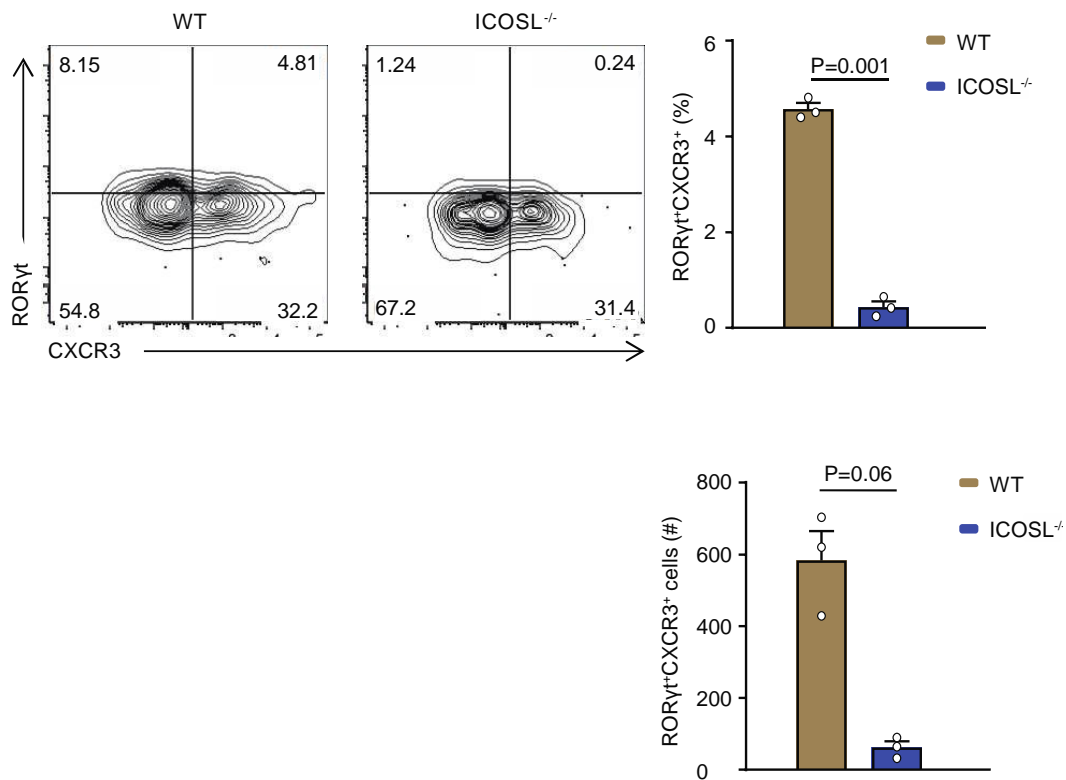 WT
ICOSL-/-
8.15
4.81
1.24
0.24
54.8
32.2
67.2
31.4
RORγt
CXCR3
6
4
2
0
RORγt+CXCR3+ (%)
P=0.001
WT
ICOSL-/-
800
600
400
200
0
RORγt+CXCR3+ cells (#)
P=0.06
WT
ICOSL-/-